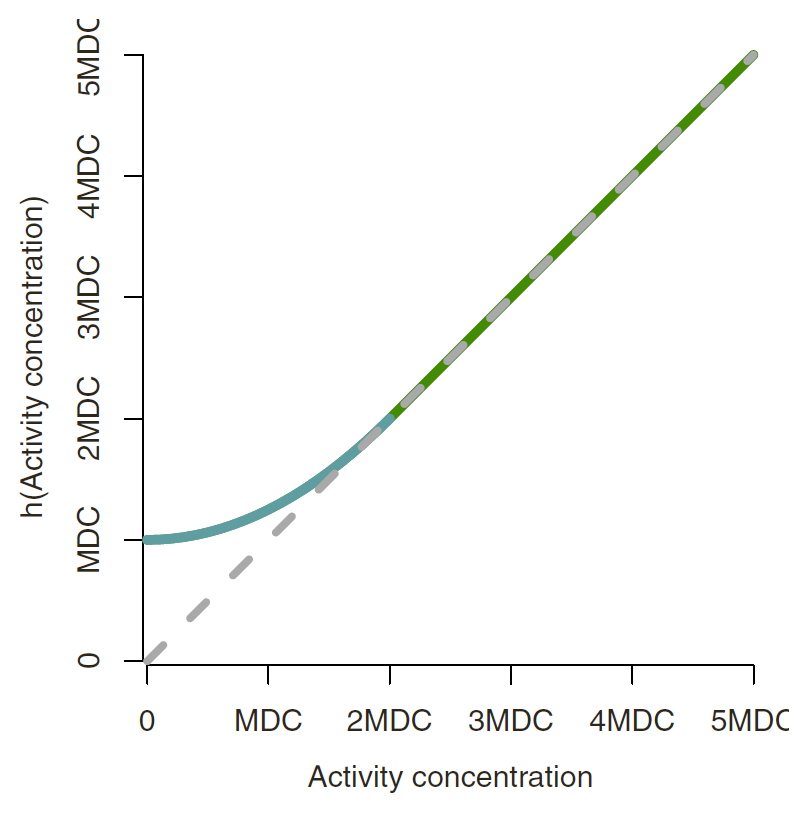 5MDC
4MDC
3MDC
2MDC
MDC
0
h(Activity concentration)
0 MDC 2MDC 3MDC 4MDC 5MDC
Activity concentration